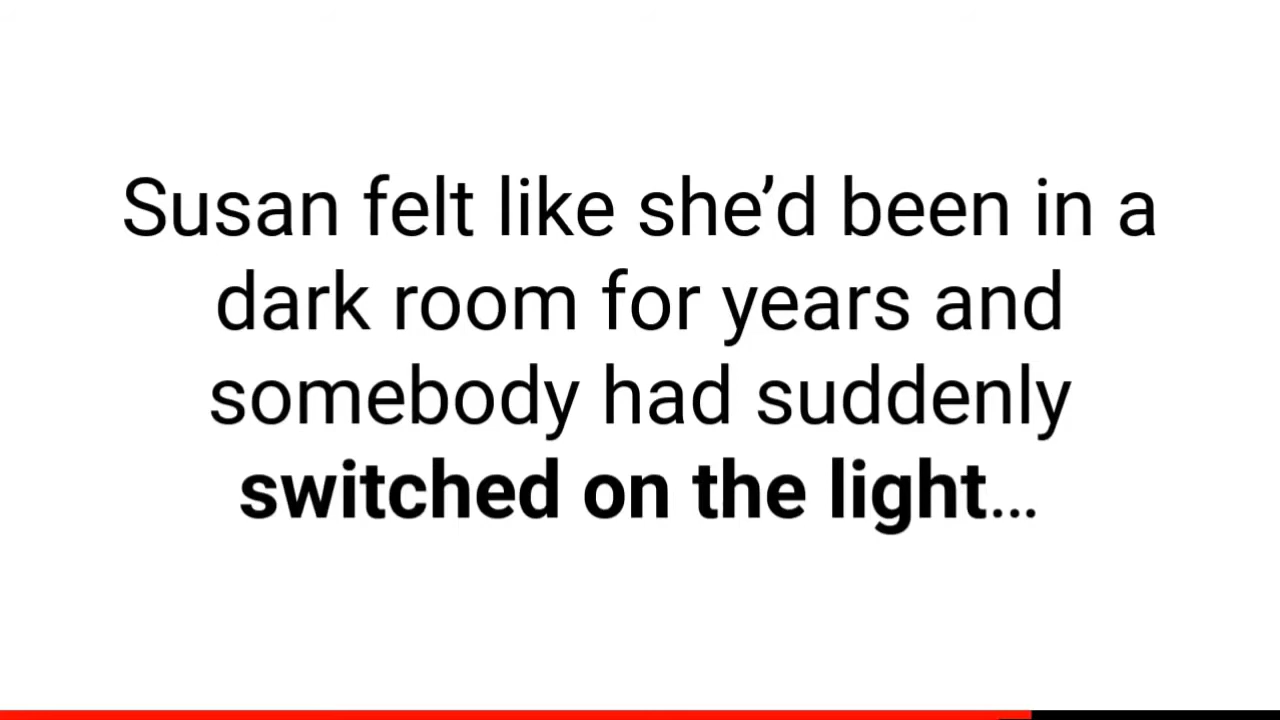 Susan felt like she’d been in a
dark room for years and
somebody had suddenly
switched on the light...